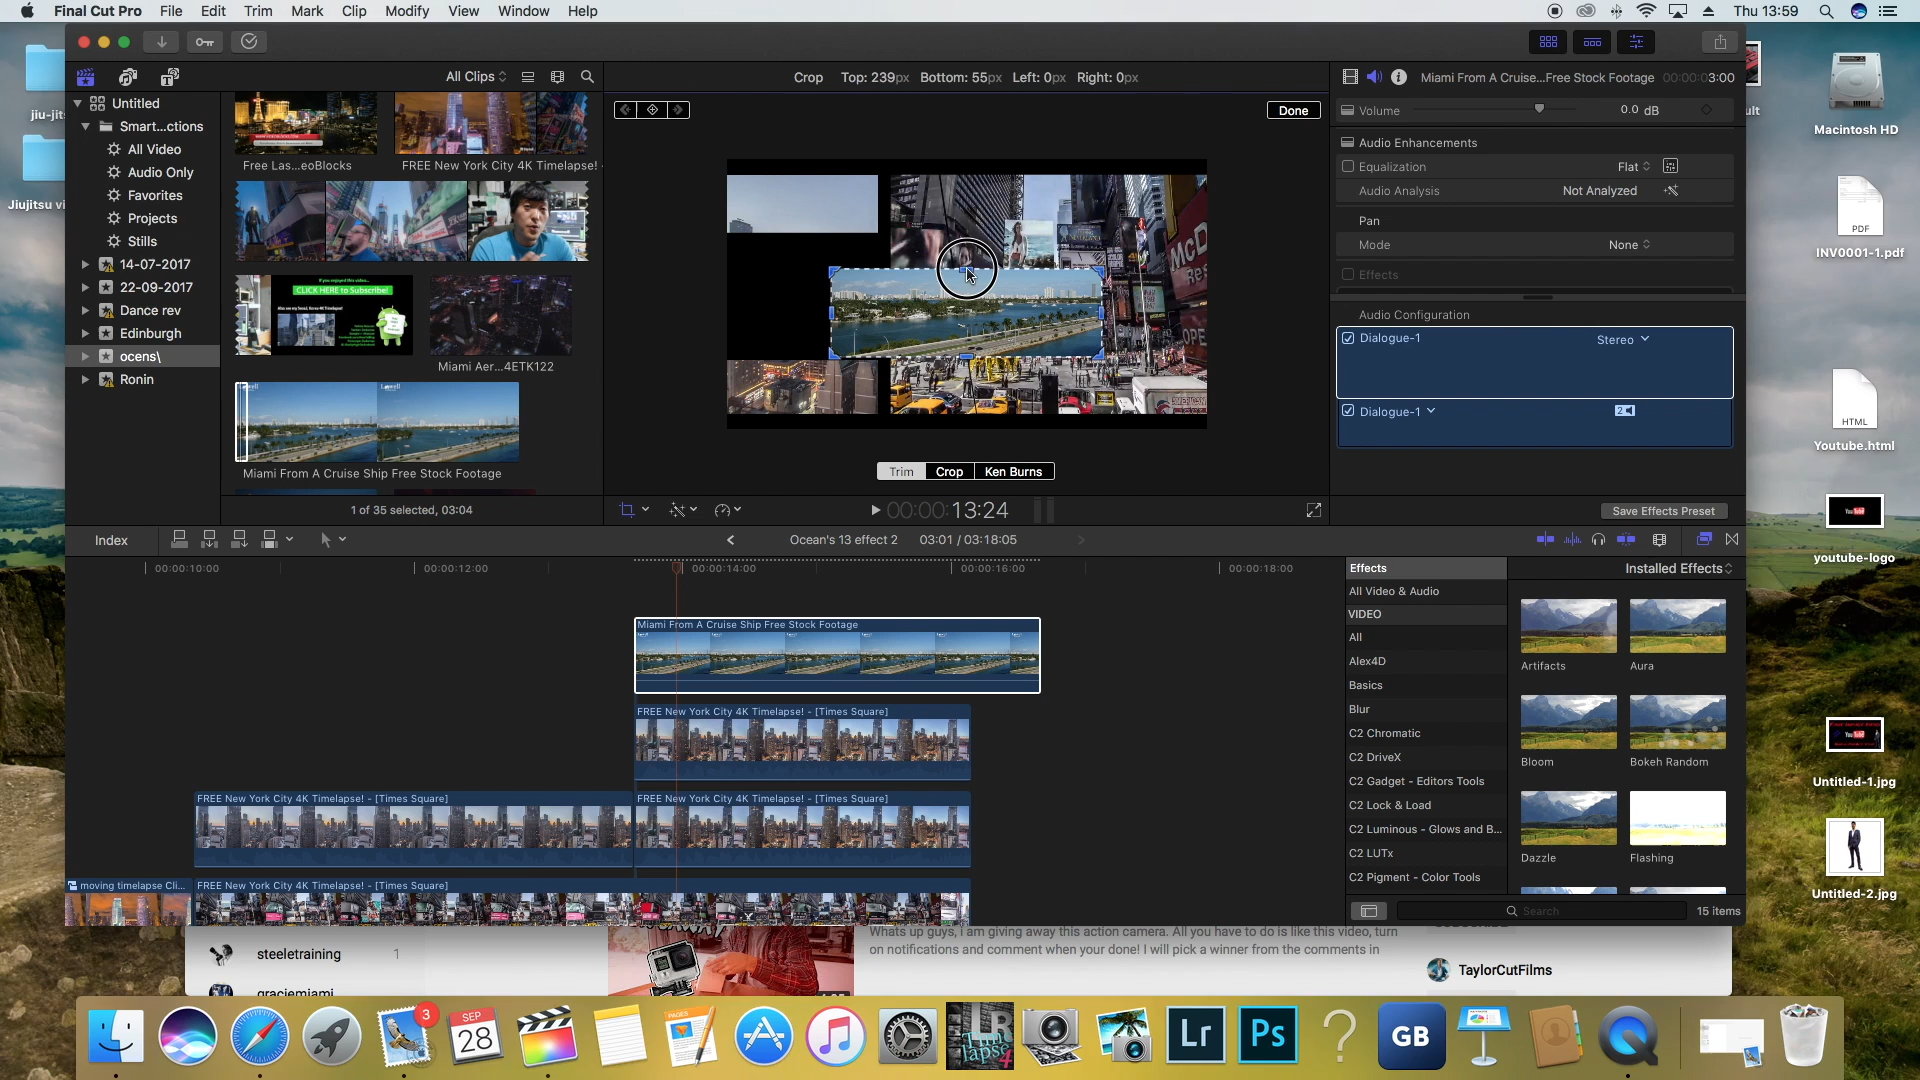 Final Cut Pro File Edit Trim Mark Clip Modify View Window Help
Thu 13:59
All Clips
Crop Top: 239px Bottom: 55px Left: 0px Right: 0px
Miami From A Cruise...Free Stock Footage 00:00:03:00
Done
Volume 0.0 dB
Audio Enhancements
Equalization Flat
Audio Analysis Not Analyzed
Pan
Mode None
Effects
Audio Configuration
Dialogue-1 Stereo
Dialogue-1 2
Save Effects Preset
Untitled
Smart...ctions
All Video
Audio Only
Favorites
Projects
Stills
14-07-2017
22-09-2017
Dance rev
Edinburgh
ocens\
Ronin
Free Las...eoBlocks
FREE New York City 4K Timelapse!
CLICK HERE to Subscribe!
Miami Aer...4ETK122
Miami From A Cruise Ship Free Stock Footage
1 of 35 selected, 03:04
Trim Crop Ken Burns
00:00:13:24
Index
Ocean's 13 effect 2 03:01 / 03:18:05
00:00:10:00 00:00:12:00 00:00:14:00 00:00:16:00 00:00:18:00
Miami From A Cruise Ship Free Stock Footage
FREE New York City 4K Timelapse! - [Times Square]
FREE New York City 4K Timelapse! - [Times Square]
FREE New York City 4K Timelapse! - [Times Square]
moving timelapse Cli...
FREE New York City 4K Timelapse! - [Times Square]
Effects
Installed Effects
All Video & Audio
VIDEO
All
Alex4D
Basics
Blur
C2 Chromatic
C2 DriveX
C2 Gadget - Editors Tools
C2 Lock & Load
C2 Luminous - Glows and B...
C2 LUTx
C2 Pigment - Color Tools
Artifacts
Aura
Bloom
Bokeh Random
Dazzle
Flashing
Search
15 items
jiu-jit
Jiujitsu vi
ult
Macintosh HD
PDF
INV0001-1.pdf
HTML
Youtube.html
youtube-logo
Untitled-1.jpg
Untitled-2.jpg
steeletraining 1
graciemiami
Whats up guys, I am giving away this action camera. All you have to do is like this video, turn
on notifications and comment when your done! I will pick a winner from the comments in
TaylorCutFilms
3
SEP
28
PAGES
Lr
Ps
GB